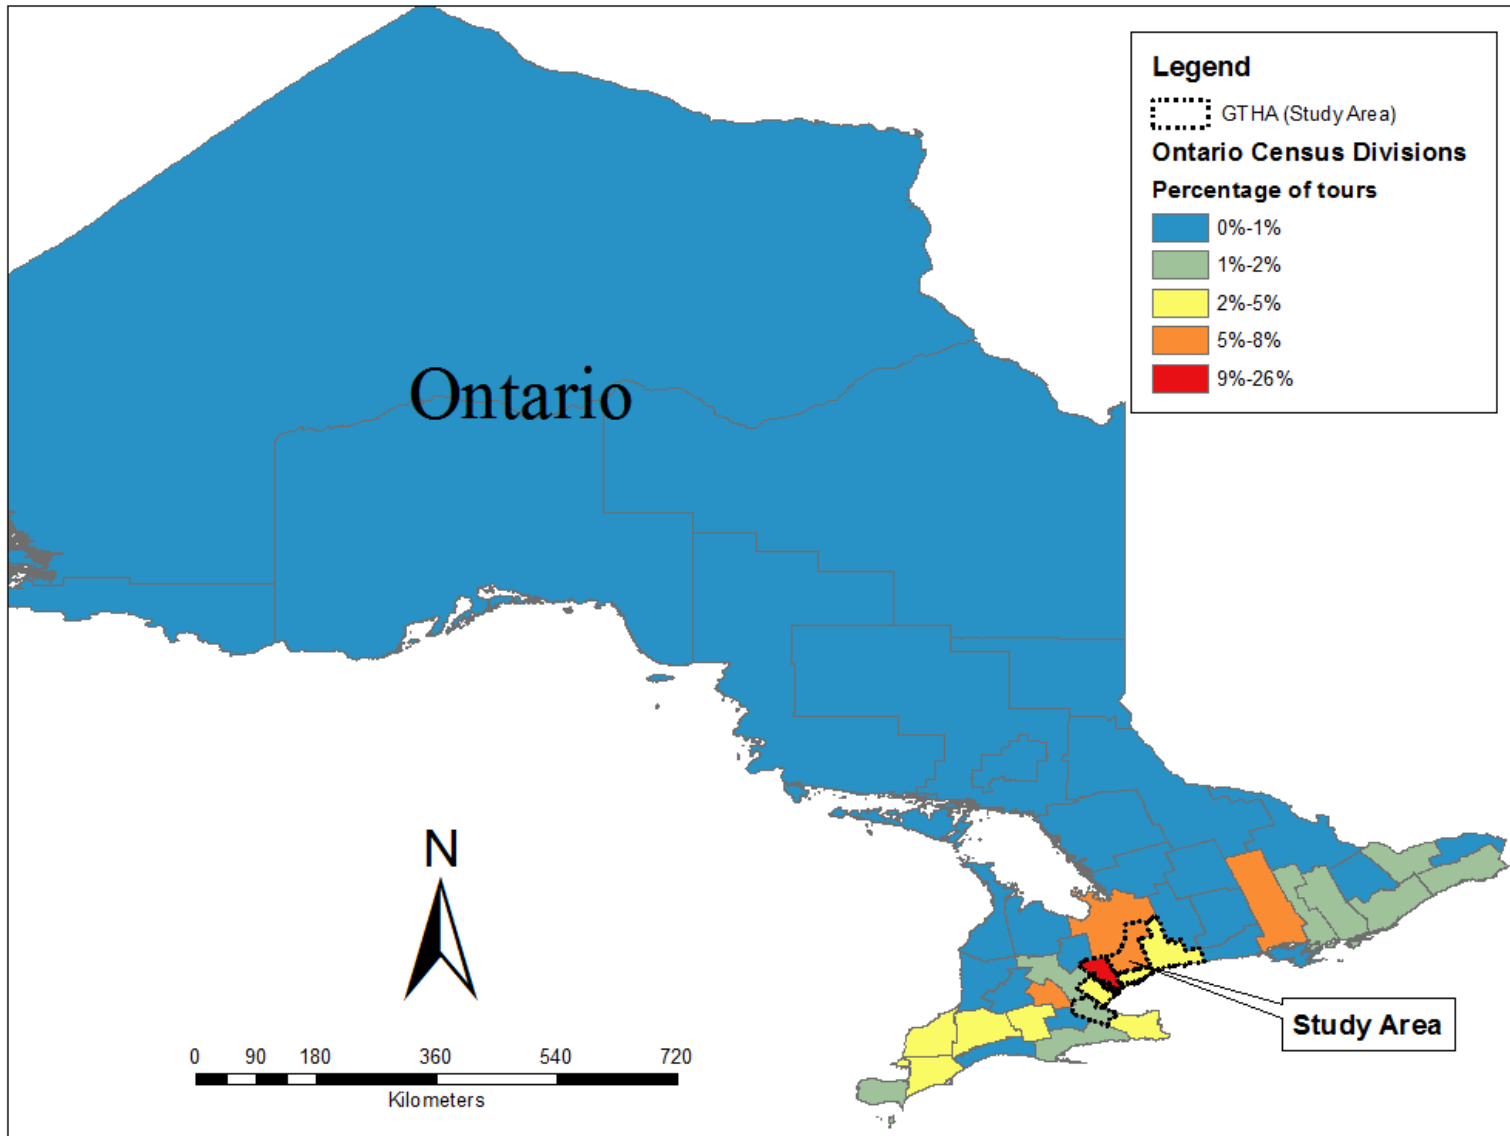 Legend
GTHA (Study Area)
Ontario Census Divisions
Percentage of tours
0%-1%
1%-2%
2%-5%
5%-8%
9%-26%
Ontario
N
0 90 180 360 540 720
Kilometers
Study Area